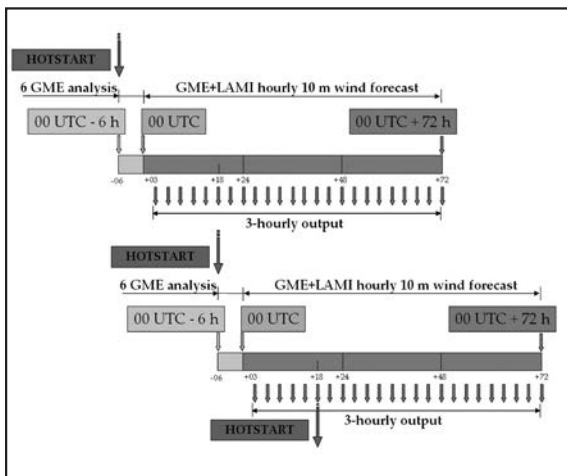 HOTSTART
6 GME analysis GME+LAMI hourly 10 m wind forecast
00 UTC - 6 h 00 UTC 00 UTC + 72 h
-06 +03 +18 +24 +48 +72
3-hourly output
HOTSTART
6 GME analysis GME+LAMI hourly 10 m wind forecast
00 UTC - 6 h 00 UTC 00 UTC + 72 h
-06 +03 +18 +24 +48 +72
3-hourly output
HOTSTART